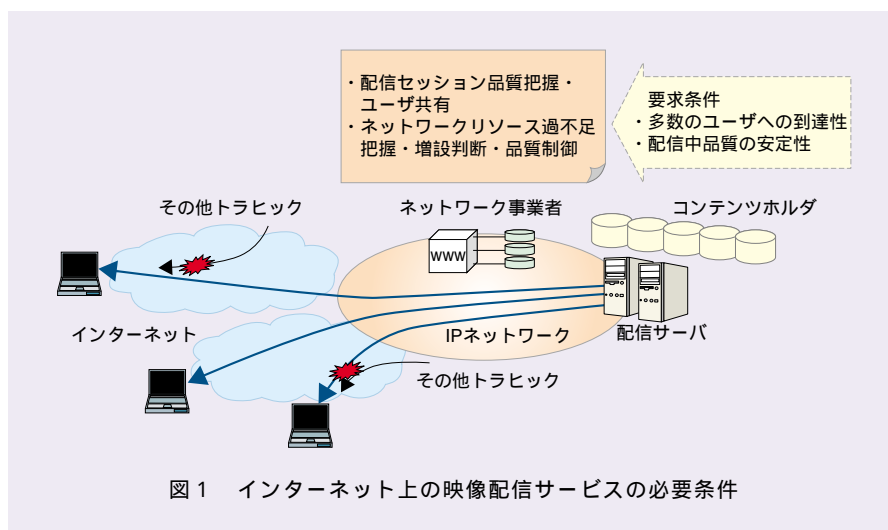 ・配信セッション品質把握・
ユーザ共有
・ネットワークリソース過不足
把握・増設判断・品質制御
要求条件
・多数のユーザへの到達性
・配信中品質の安定性
その他トラヒック
ネットワーク事業者
コンテンツホルダ
WWW
インターネット
IPネットワーク
配信サーバ
その他トラヒック
図1 インターネット上の映像配信サービスの必要条件